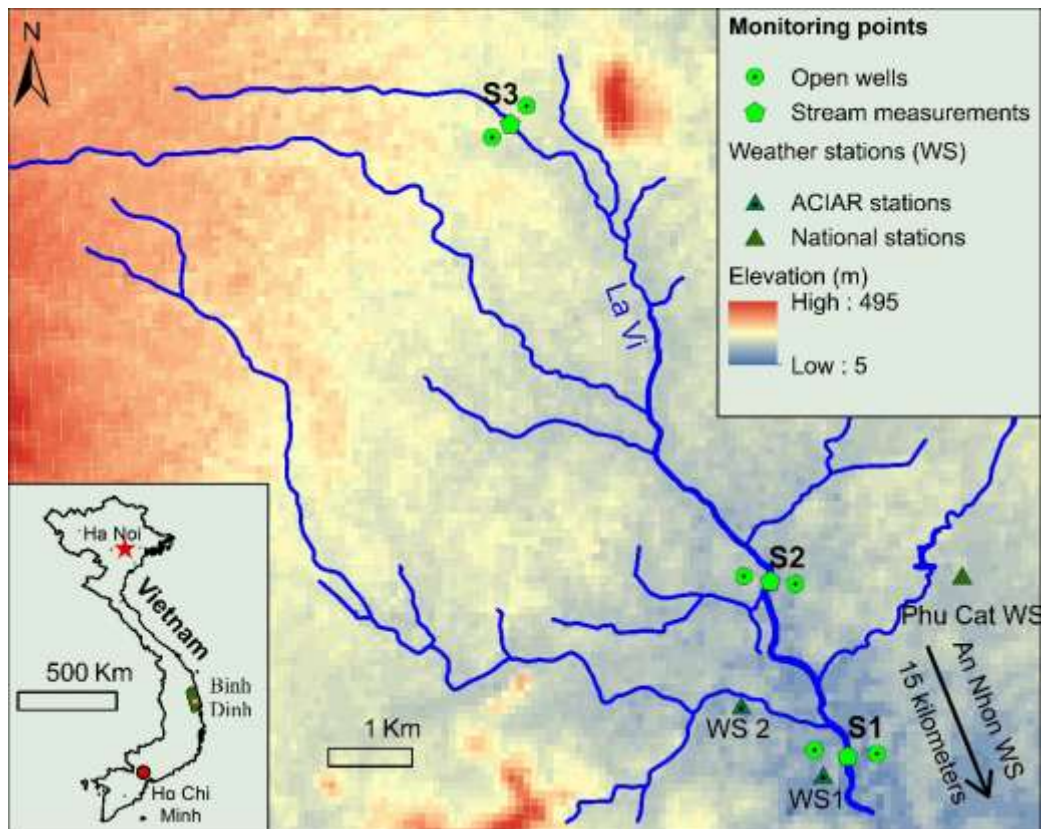 N
S3
La Vi
S2
Phu Cat WS
An Nhon WS
15 kilometers
WS 2
S1
WS1
1 Km
Monitoring points
Open wells
Stream measurements
Weather stations (WS)
ACIAR stations
National stations
Elevation (m)
High : 495
Low : 5
Ha Noi
Vietnam
500 Km
Binh
Dinh
Ho Chi
Minh